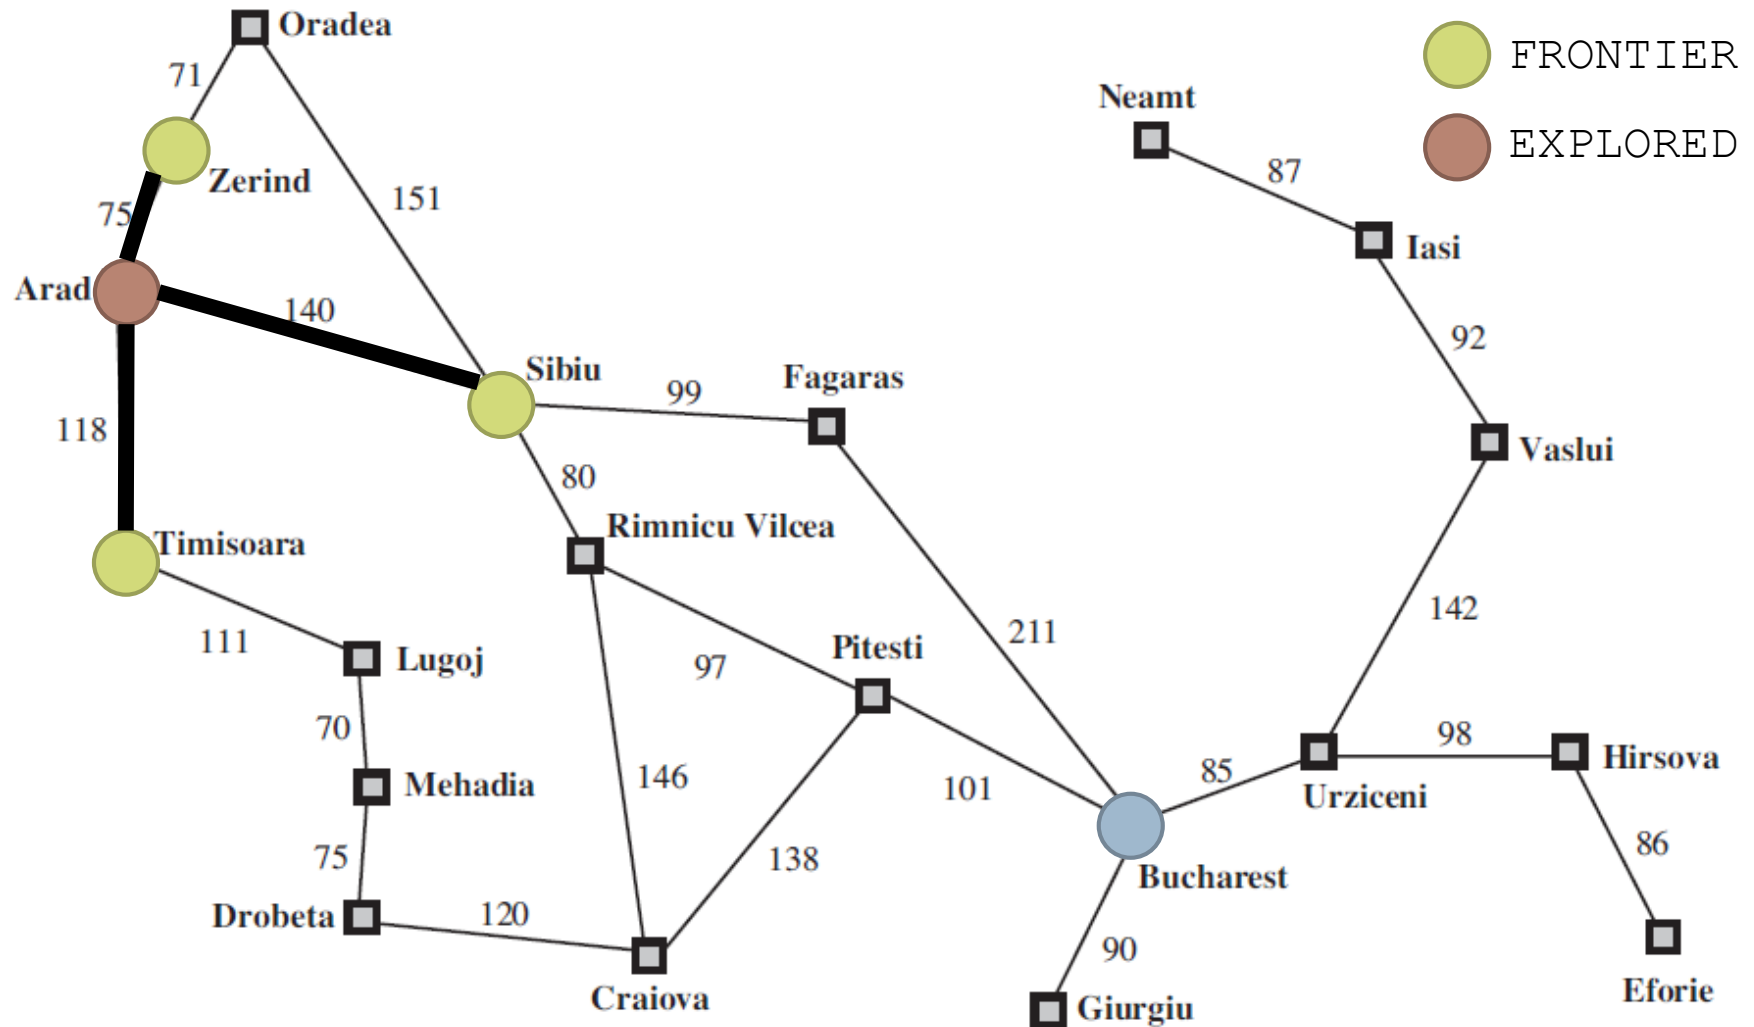 Oradea
FRONTIER
71
Neamt
EXPLORED
87
Zerind
151
75
Iasi
Arad
140
92
Sibiu
Fagaras
99
118
Vaslui
80
Rimnicu Vilcea
Timisoara
142
111
211
Pitesti
Lugoj
97
70
98
Hirsova
146
85
Mehadia
101
Urziceni
75
138
86
Bucharest
Drobeta
120
90
Craiova
Giurgiu
Eforie